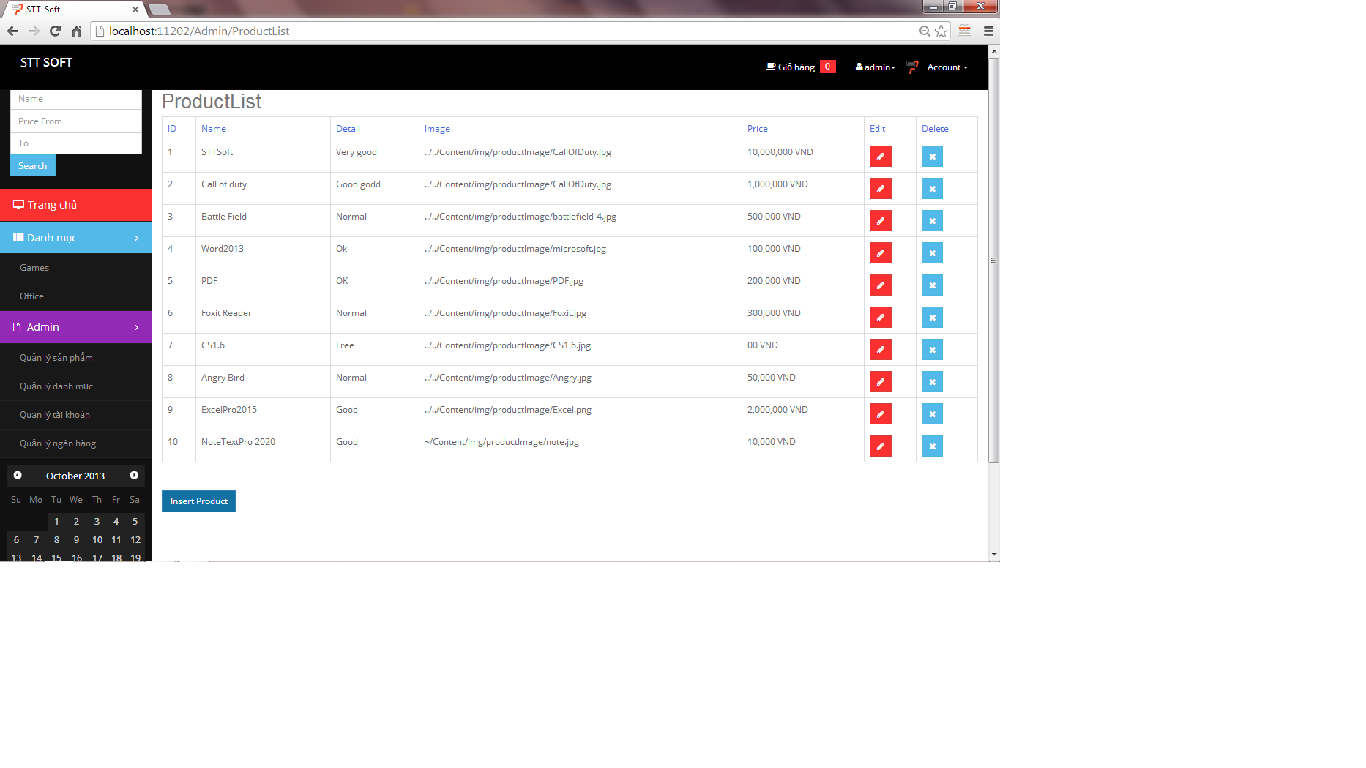 STT Soft
localhost:11202/Admin/ProductList
STT SOFT
Giỏ hàng 0 admin Account
Name
Price From
To
Search
Trang chủ
Danh mục
Games
Office
Admin
Quản lý sản phẩm
Quản lý danh mục
Quản lý tài khoản
Quản lý ngân hàng
October 2013
Su Mo Tu We Th Fr Sa
1 2 3 4 5
6 7 8 9 10 11 12
13 14 15 16 17 18 19
ProductList
ID Name Detail Image Price Edit Delete
1 STTSoft Very good ../../Content/img/productImage/CallOfDuty.jpg 10,000,000 VND
2 Call of duty Good godd ../../Content/img/productImage/CallOfDuty.jpg 1,000,000 VND
3 Battle Field Normal ../../Content/img/productImage/battlefield-4.jpg 500,000 VND
4 Word2013 Ok ../../Content/img/productImage/microsoft.jpg 100,000 VND
5 PDF OK ../../Content/img/productImage/PDF.jpg 200,000 VND
6 Foxit Reader Normal ../../Content/img/productImage/Foxit.jpg 300,000 VND
7 CS1.6 Free ../../Content/img/productImage/CS1.6.jpg 00 VND
8 Angry Bird Normal ../../Content/img/productImage/Angry.jpg 50,000 VND
9 ExcelPro2015 Good ../../Content/img/productImage/Excel.png 2,000,000 VND
10 NoteTextPro 2020 Good ~/Content/img/productImage/note.jpg 10,000 VND
Insert Product